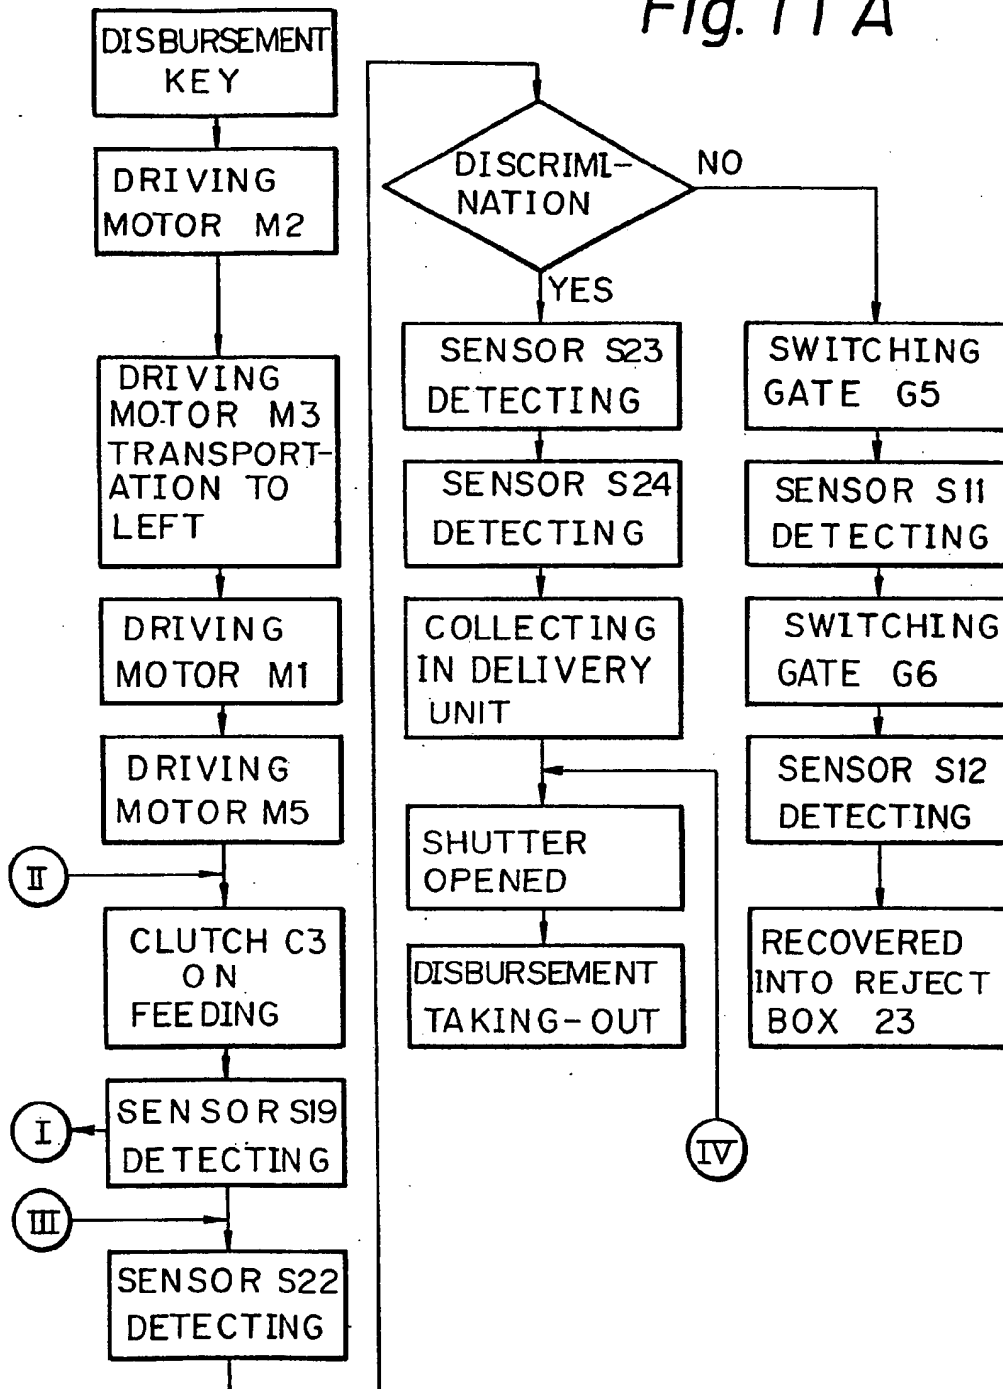 Fig. 11 A
DISBURSEMENT
KEY
DRIVING
MOTOR M2
DRIVING
MOTOR M3
TRANSPORT-
ATION TO
LEFT
DRIVING
MOTOR M1
DRIVING
MOTOR M5
II
CLUTCH C3
ON
FEEDING
SENSOR S19
DETECTING
I
III
SENSOR S22
DETECTING
DISCRIMI-
NATION
NO
YES
SENSOR S23
DETECTING
SENSOR S24
DETECTING
COLLECTING
IN DELIVERY
UNIT
SHUTTER
OPENED
DISBURSEMENT
TAKING-OUT
IV
SWITCHING
GATE G5
SENSOR S11
DETECTING
SWITCHING
GATE G6
SENSOR S12
DETECTING
RECOVERED
INTO REJECT
BOX 23